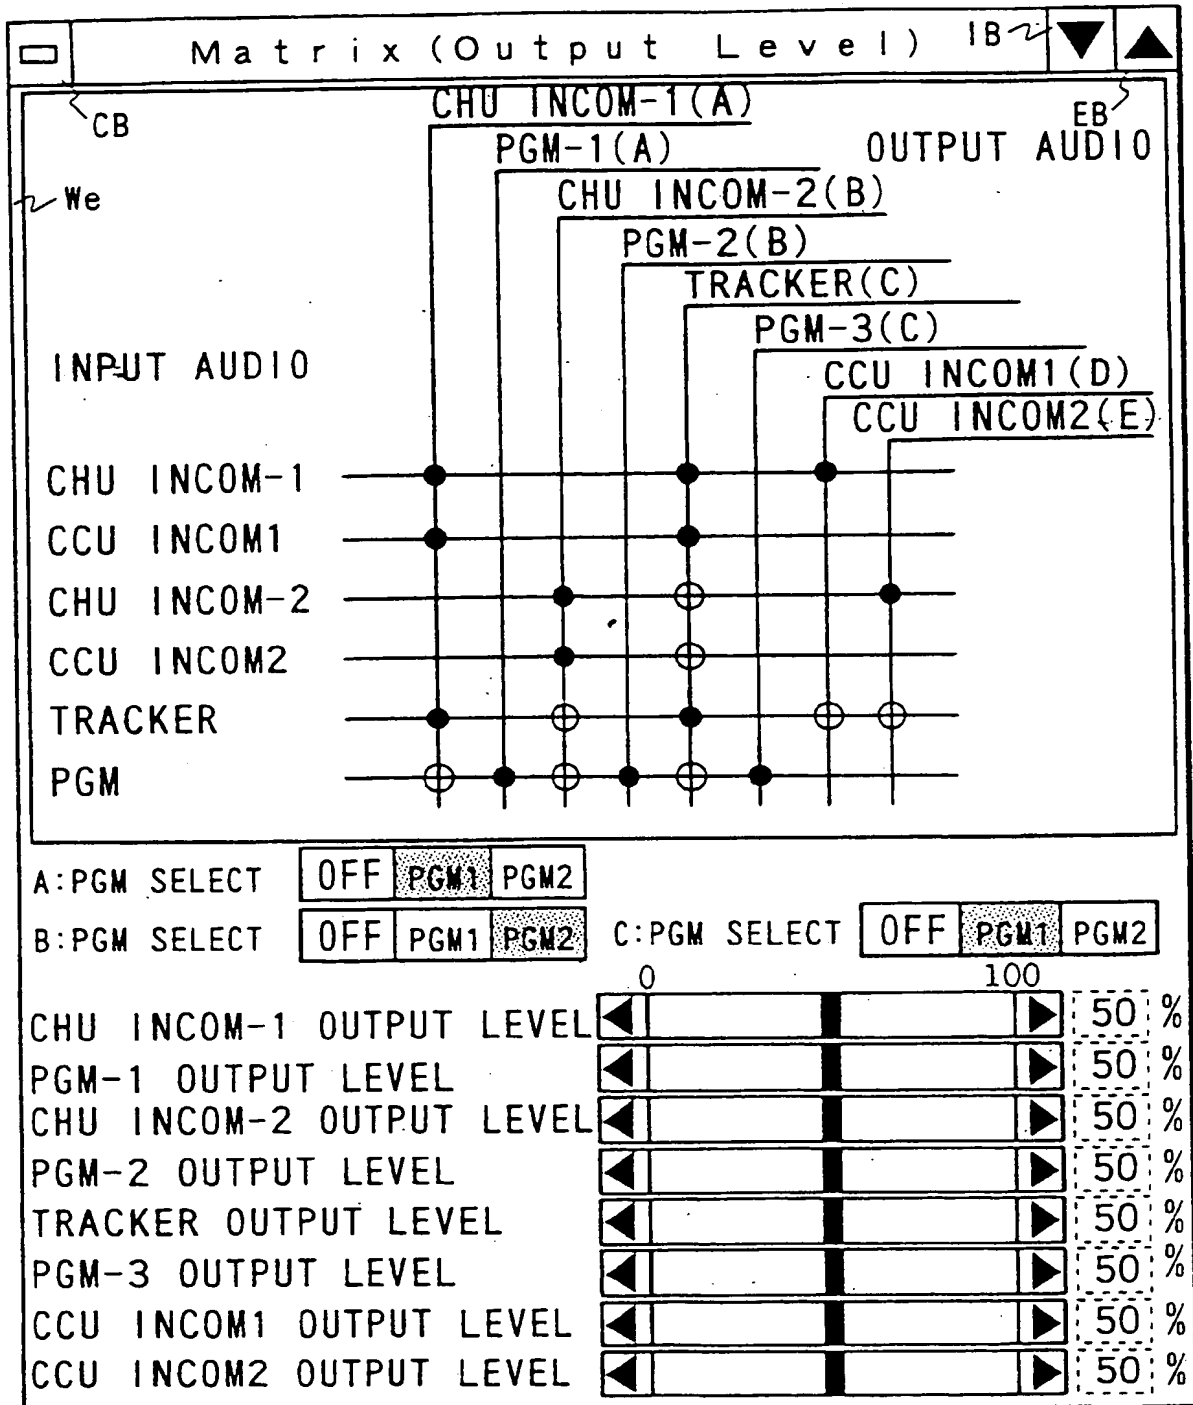 Matrix(Output Level) IB
CB
CHU INCOM-1(A)
EB
PGM-1(A)
OUTPUT AUDIO
We
CHU INCOM-2(B)
PGM-2(B)
TRACKER(C)
PGM-3(C)
INPUT AUDIO
CCU INCOM1(D)
CCU INCOM2(E)
CHU INCOM-1
CCU INCOM1
CHU INCOM-2
CCU INCOM2
TRACKER
PGM
A:PGM SELECT OFF PGM1 PGM2
B:PGM SELECT OFF PGM1 PGM2 C:PGM SELECT OFF PGM1 PGM2
0 100
CHU INCOM-1 OUTPUT LEVEL 50 %
PGM-1 OUTPUT LEVEL 50 %
CHU INCOM-2 OUTPUT LEVEL 50 %
PGM-2 OUTPUT LEVEL 50 %
TRACKER OUTPUT LEVEL 50 %
PGM-3 OUTPUT LEVEL 50 %
CCU INCOM1 OUTPUT LEVEL 50 %
CCU INCOM2 OUTPUT LEVEL 50 %